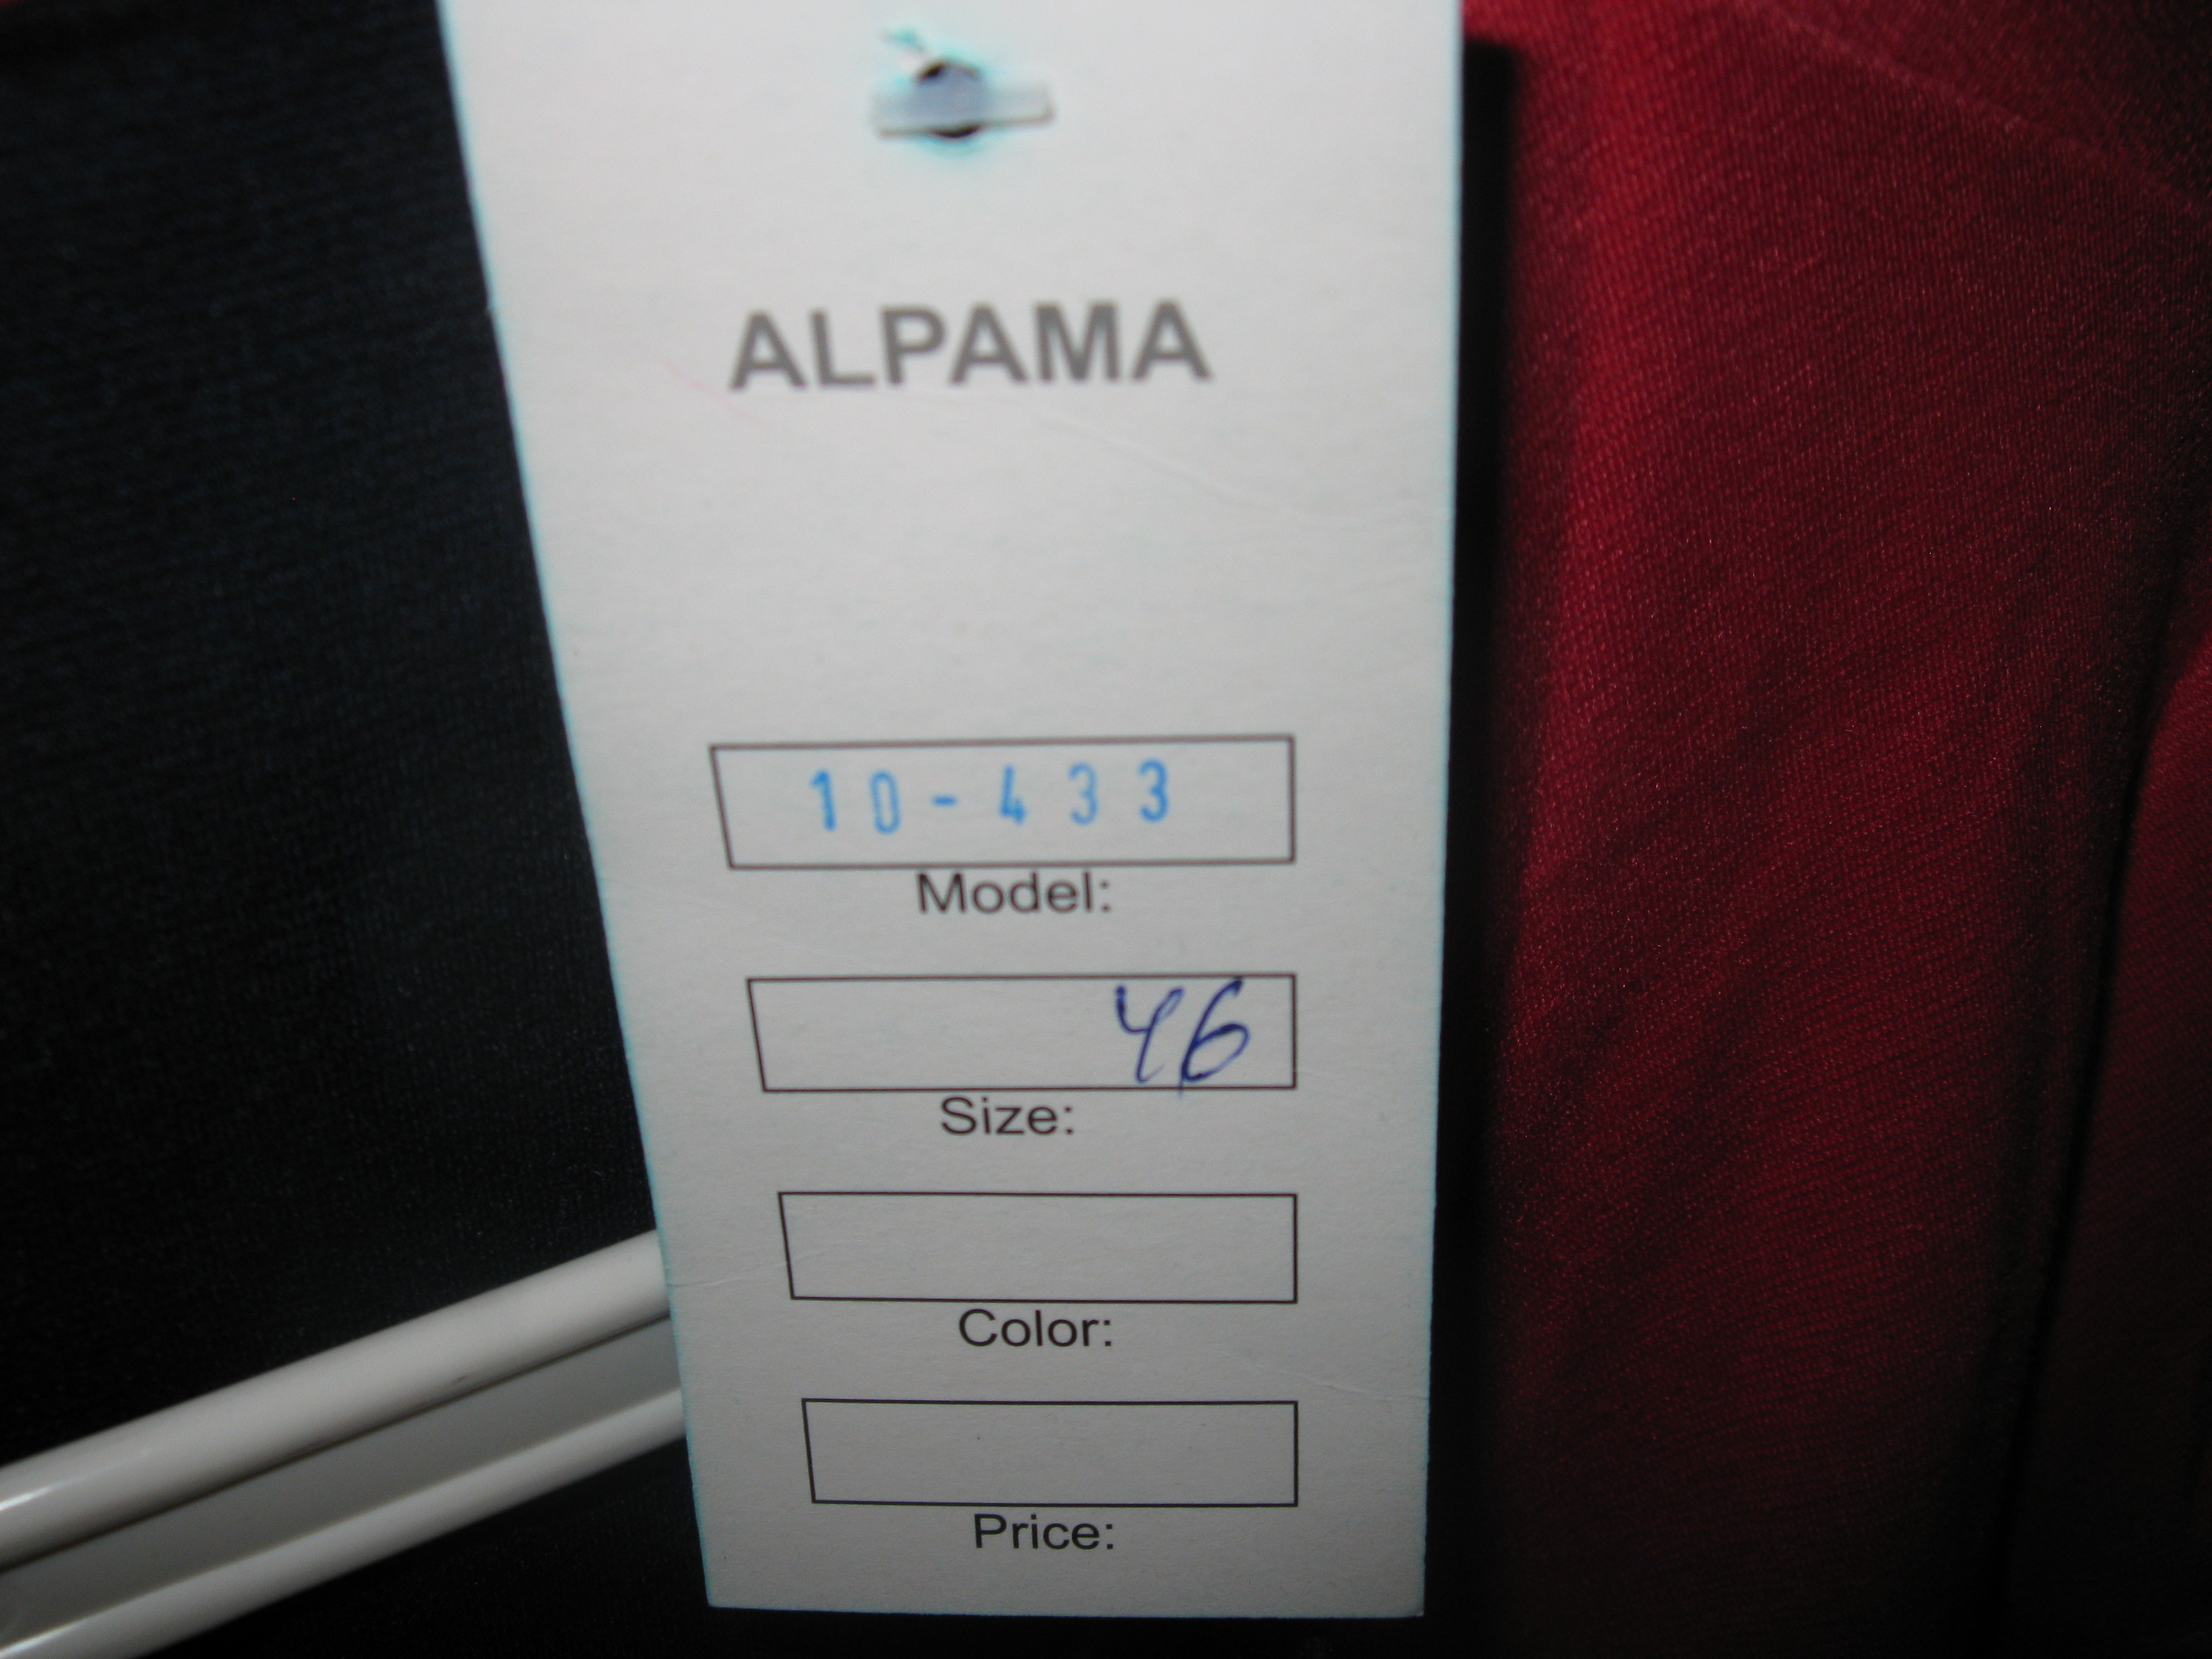 ALPAMA
10-433
Model:
46
Size:
Color:
Price: